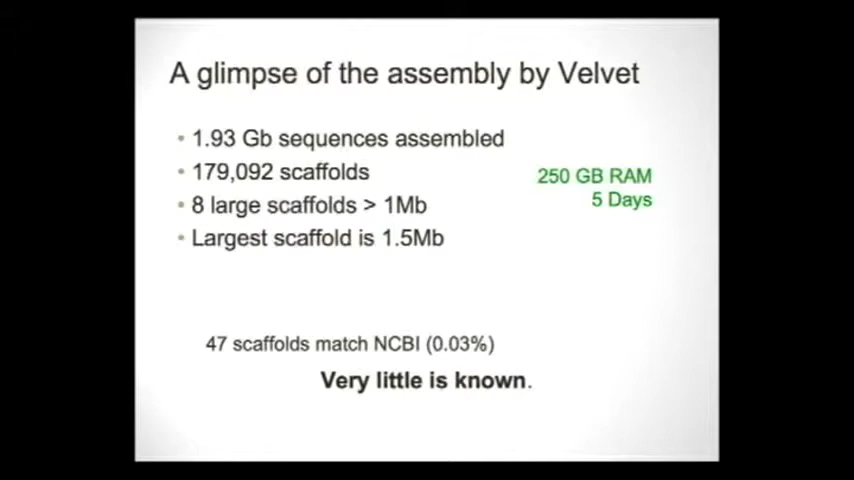 A glimpse of the assembly by Velvet
• 1.93 Gb sequences assembled
• 179,092 scaffolds
• 8 large scaffolds > 1Mb
• Largest scaffold is 1.5Mb
250 GB RAM
5 Days
47 scaffolds match NCBI (0.03%)
Very little is known.